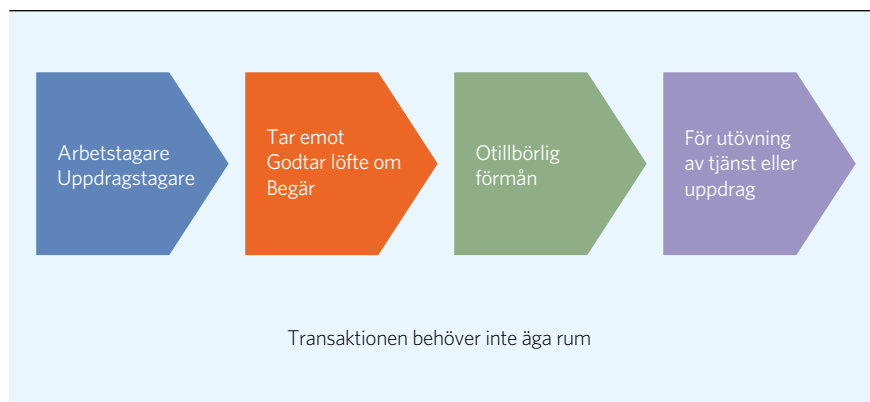 Arbetstagare
Uppdragstagare
Tar emot
Godtar löfte om
Begär
Otillbörlig
förmån
För utövning
av tjänst eller
uppdrag
Transaktionen behöver inte äga rum